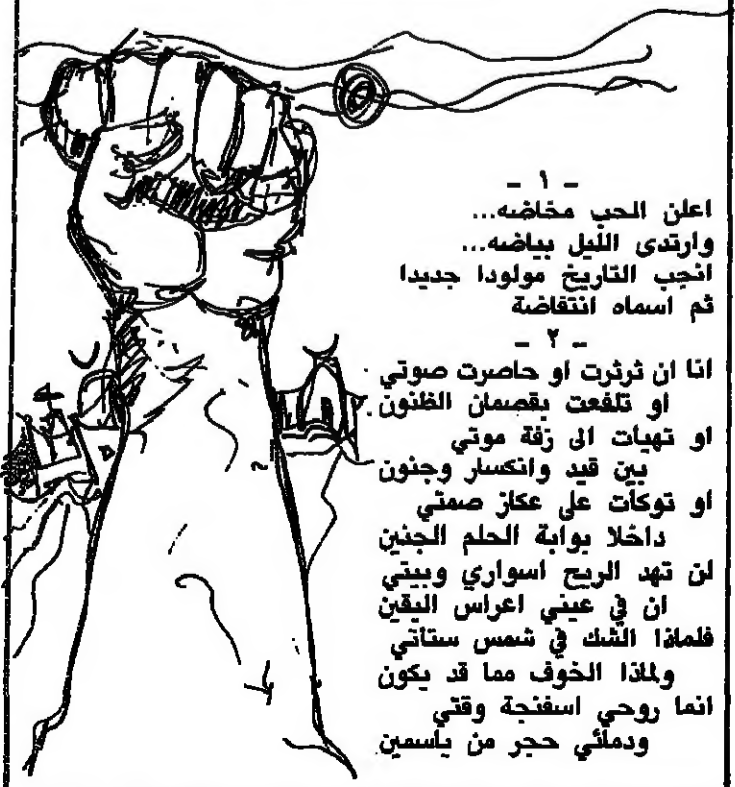 - ١ -
اعلن الحب مخاضه...
وارتدى الليل بياضه...
انجب التاريخ مولودا جديدا
ثم اسماه انتفاضة
- ٢ -
انا ان ثرثرت او حاصرت صوتي
او تلفعت بقمصان الظنون
او تهيأت الى زفة موتي
بين قيد وانكسار وجنون
او توكأت على عكاز صمتي
داخلا بوابة الحلم الجنين
لن تهد الريح اسواري وبيتي
ان في عيني اعراس اليقين
فلماذا الشك في شمس ستأتي
ولماذا الخوف مما قد يكون
انما روحي اسفنجة وقتي
ودمائي حجر من ياسمين